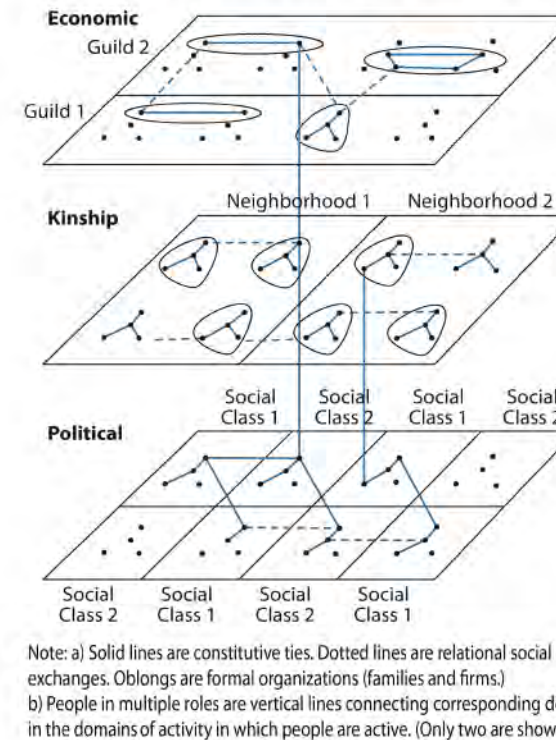 Economic
Guild 2
Guild 1
Neighborhood 1 Neighborhood 2
Kinship
Social Social Social Social
Class 1 Class 2 Class 1 Class 2
Political
Social Social Social Social
Class 2 Class 1 Class 2 Class 1
Note: a) Solid lines are constitutive ties. Dotted lines are relational social
exchanges. Oblongs are formal organizations (families and firms.)
b) People in multiple roles are vertical lines connecting corresponding
in the domains of activity in which people are active. (Only two are